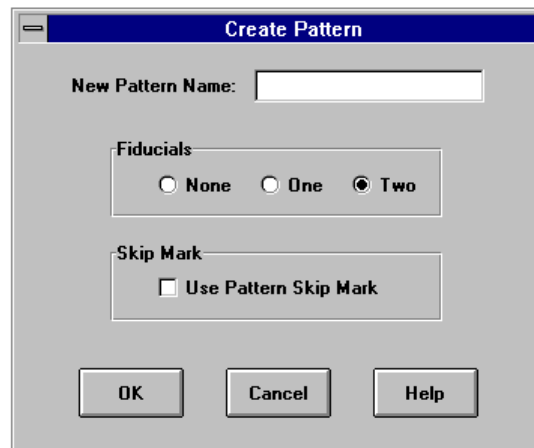 Create Pattern
New Pattern Name:
Fiducials
None One Two
Skip Mark
Use Pattern Skip Mark
OK Cancel Help